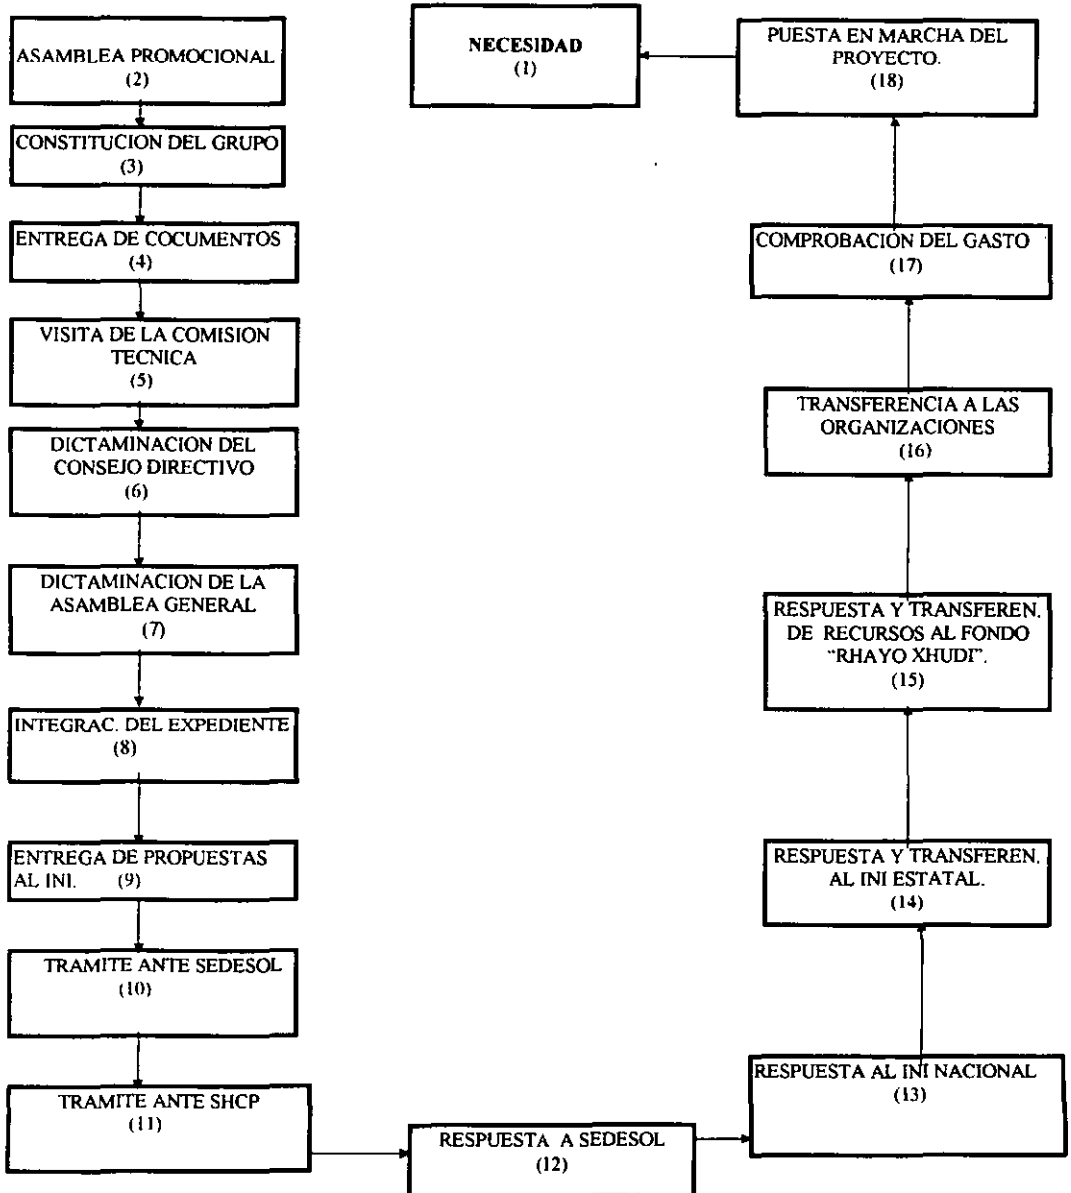 NECESIDAD
(1)
ASAMBLEA PROMOCIONAL
(2)
CONSTITUCION DEL GRUPO
(3)
ENTREGA DE COCUMENTOS
(4)
VISITA DE LA COMISION
TECNICA
(5)
DICTAMINACION DEL
CONSEJO DIRECTIVO
(6)
DICTAMINACION DE LA
ASAMBLEA GENERAL
(7)
INTEGRAC. DEL EXPEDIENTE
(8)
ENTREGA DE PROPUESTAS
AL INI. (9)
TRAMITE ANTE SEDESOL
(10)
TRAMITE ANTE SHCP
(11)
RESPUESTA A SEDESOL
(12)
RESPUESTA AL INI NACIONAL
(13)
RESPUESTA Y TRANSFEREN.
AL INI ESTATAL.
(14)
RESPUESTA Y TRANSFEREN.
DE RECURSOS AL FONDO
“RHAYO XHUDI”.
(15)
TRANSFERENCIA A LAS
ORGANIZACIONES
(16)
COMPROBACION DEL GASTO
(17)
PUESTA EN MARCHA DEL
PROYECTO.
(18)